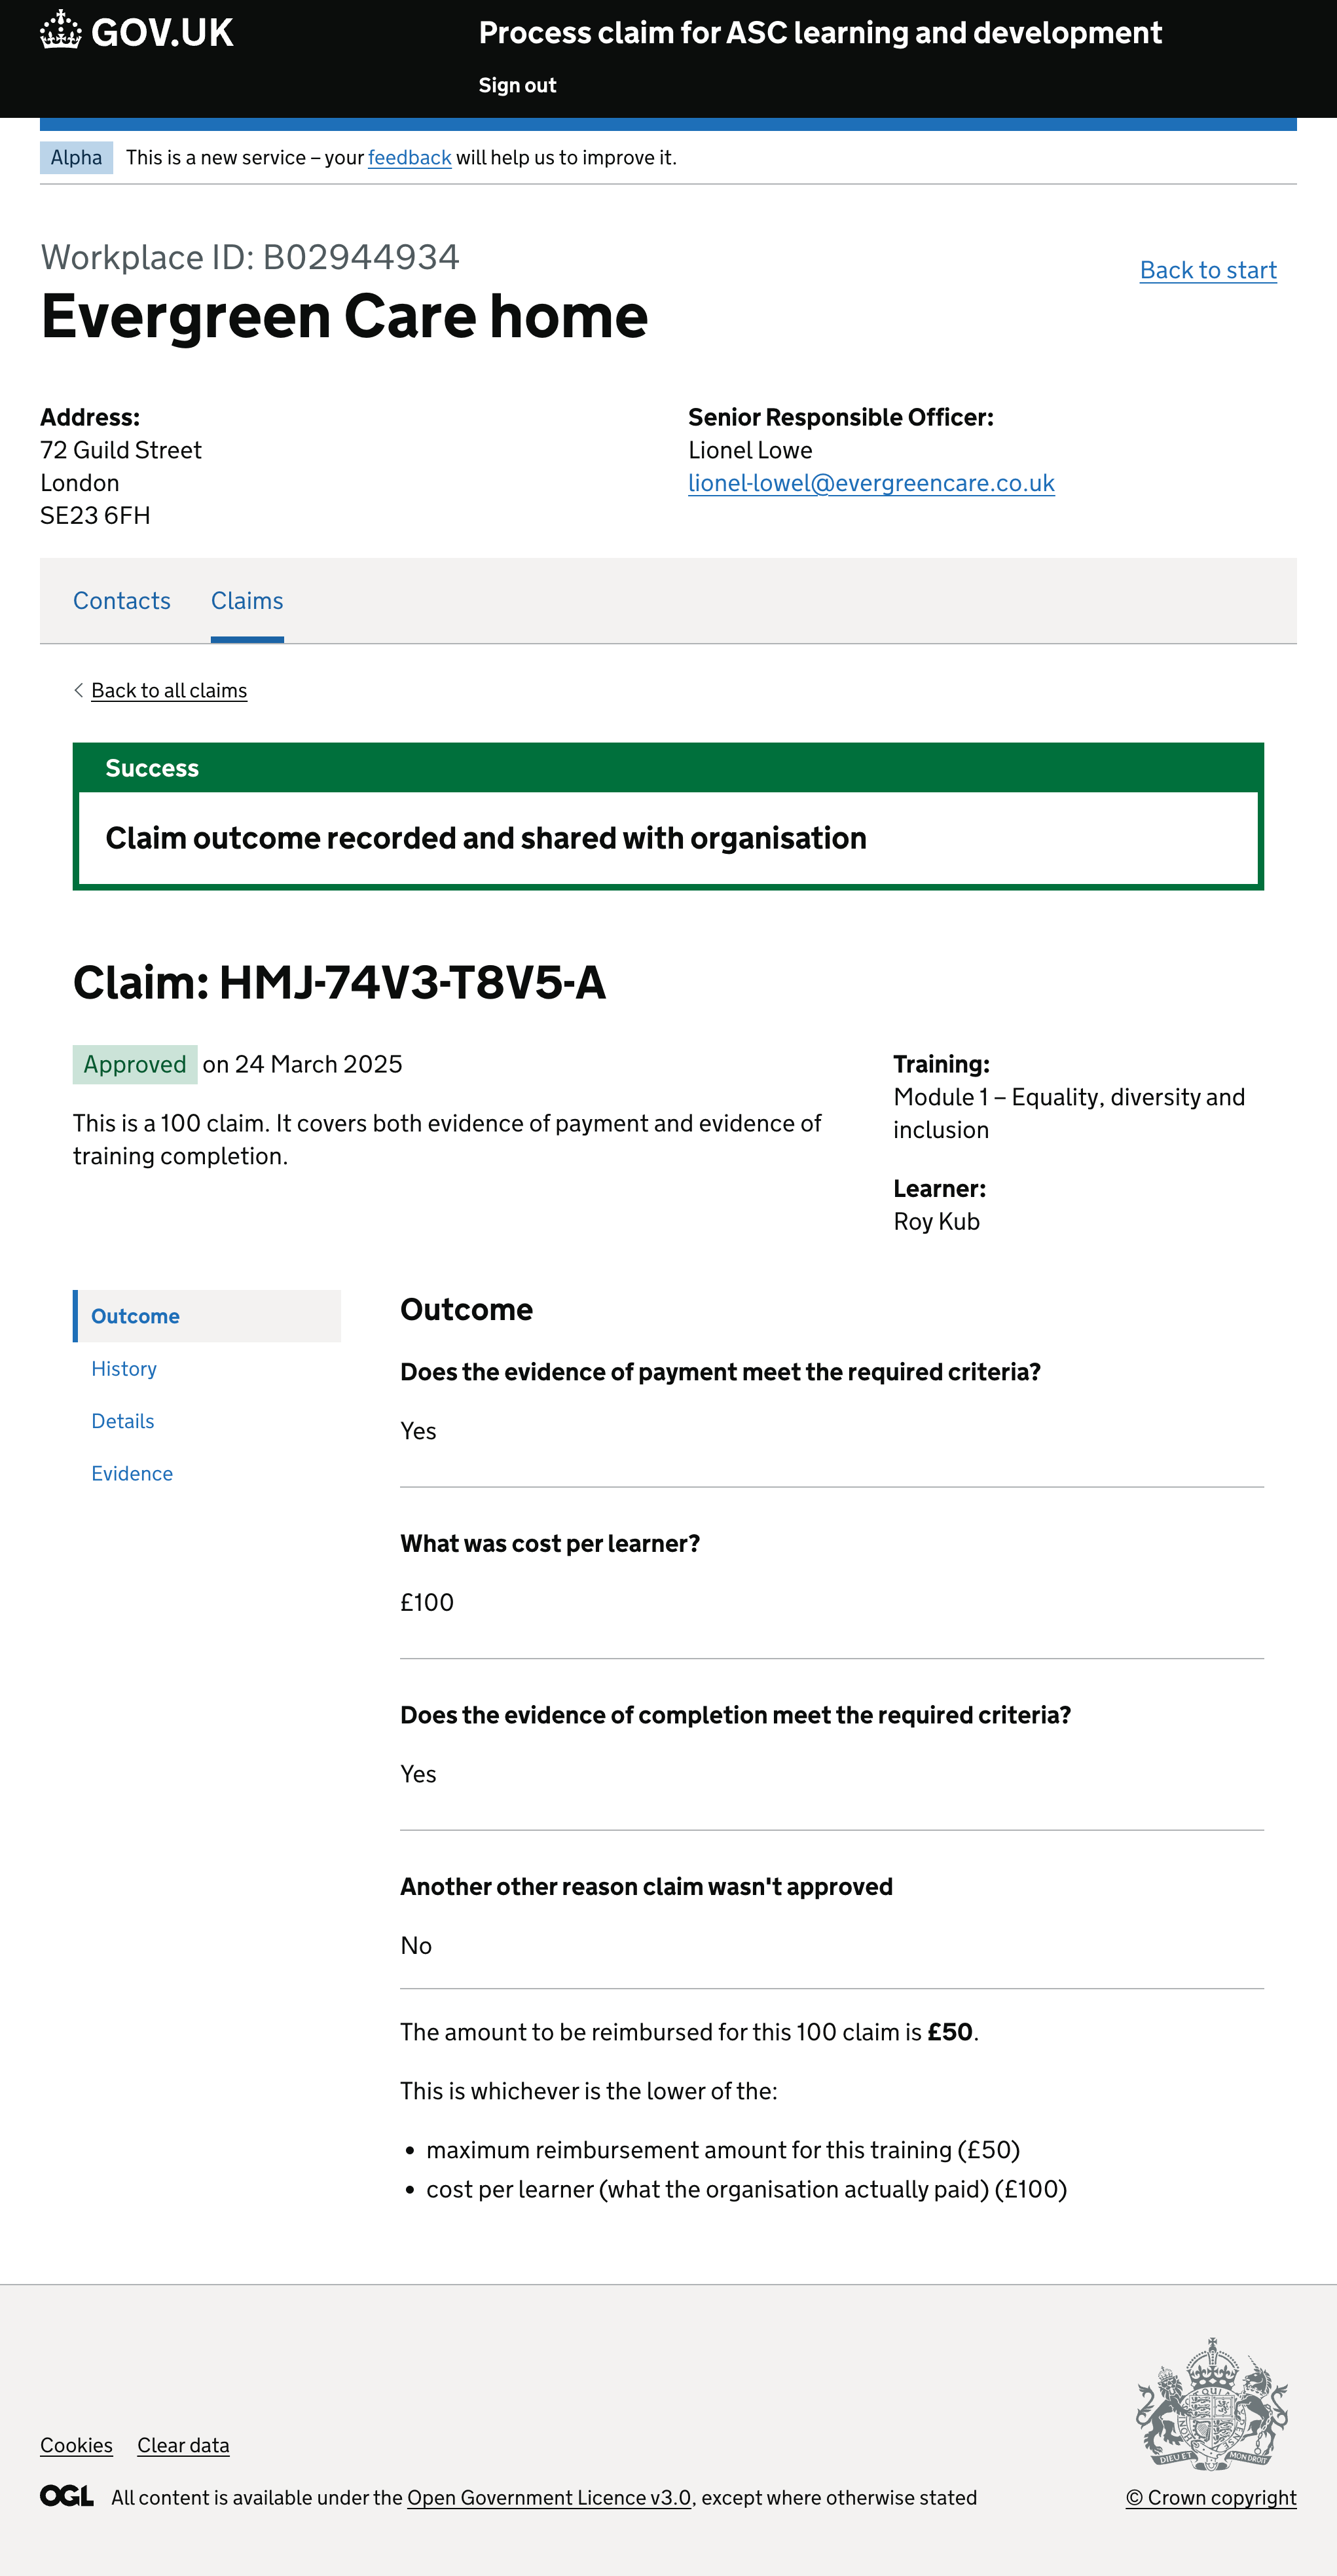 GOV.UK
Process claim for ASC learning and development
Sign out
Alpha
This is a new service – your feedback will help us to improve it.
Workplace ID: B02944934
Back to start
Evergreen Care home
Address:
72 Guild Street
London
SE23 6FH
Senior Responsible Officer:
Lionel Lowe
lionel-lowel@evergreencare.co.uk
Contacts
Claims
Back to all claims
Success
Claim outcome recorded and shared with organisation
Claim: HMJ-74V3-T8V5-A
Approved on 24 March 2025
This is a 100 claim. It covers both evidence of payment and evidence of
training completion.
Training:
Module 1 – Equality, diversity and
inclusion
Learner:
Roy Kub
Outcome
History
Details
Evidence
Outcome
Does the evidence of payment meet the required criteria?
Yes
What was cost per learner?
£100
Does the evidence of completion meet the required criteria?
Yes
Another other reason claim wasn't approved
No
The amount to be reimbursed for this 100 claim is £50.
This is whichever is the lower of the:
• maximum reimbursement amount for this training (£50)
• cost per learner (what the organisation actually paid) (£100)
DIEU ET MON DROIT
Cookies
Clear data
OGL
All content is available under the Open Government Licence v3.0, except where otherwise stated
© Crown copyright